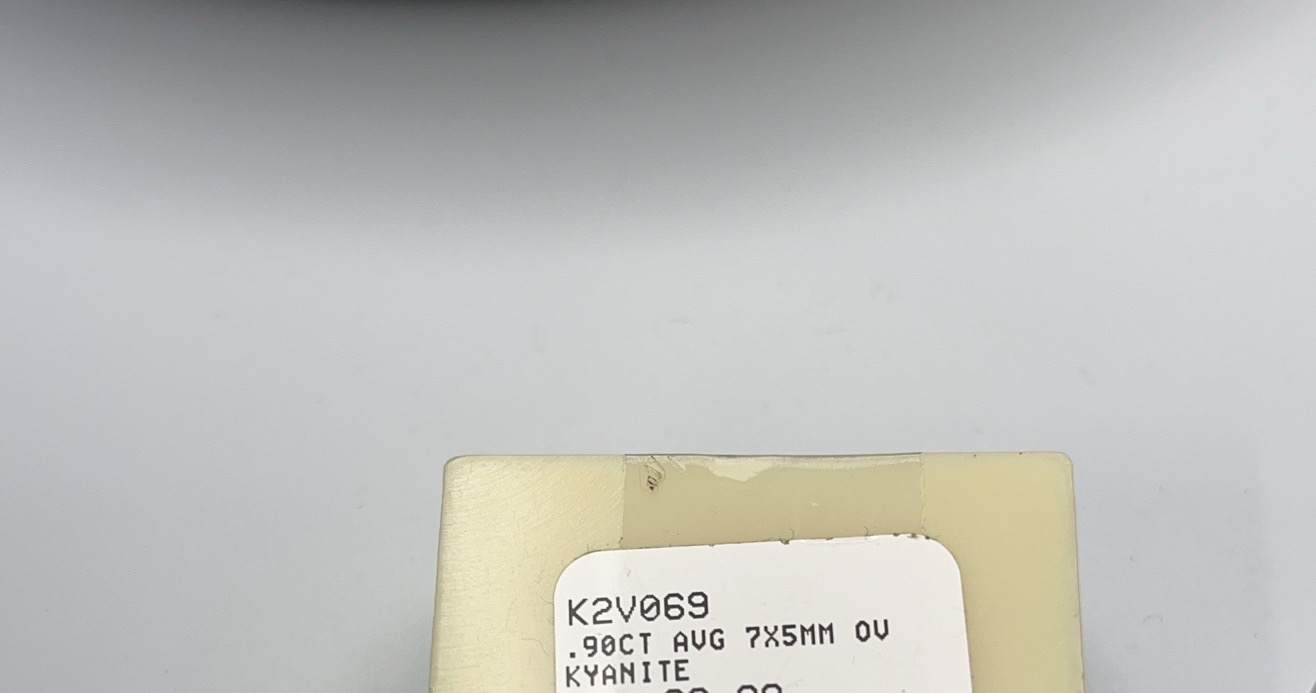 K2V069
.90CT AVG 7X5MM OV
KYANITE